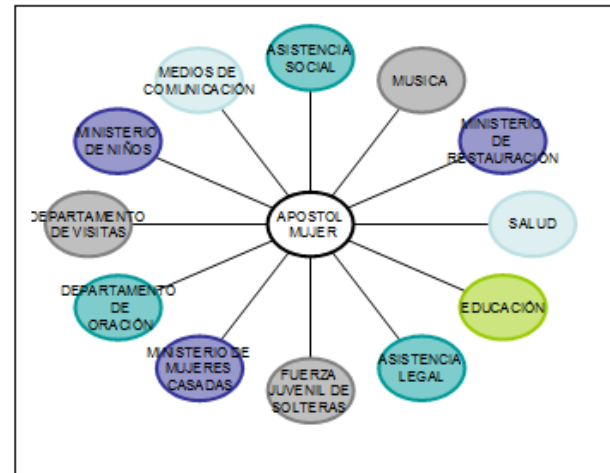 ASISTENCIA
SOCIAL
MUSICA
MINISTERIO
DE
RESTAURACIÓN
SALUD
EDUCACIÓN
ASISTENCIA
LEGAL
FUERZA
JUVENIL DE
SOLTERAS
MINISTERIO DE
MUJERES
CASADAS
DEPARTAMENTO
DE
ORACIÓN
DEPARTAMENTO
DE VISITAS
MINISTERIO
DE NIÑOS
MEDIOS DE
COMUNICACIÓN
APOSTOL
MUJER